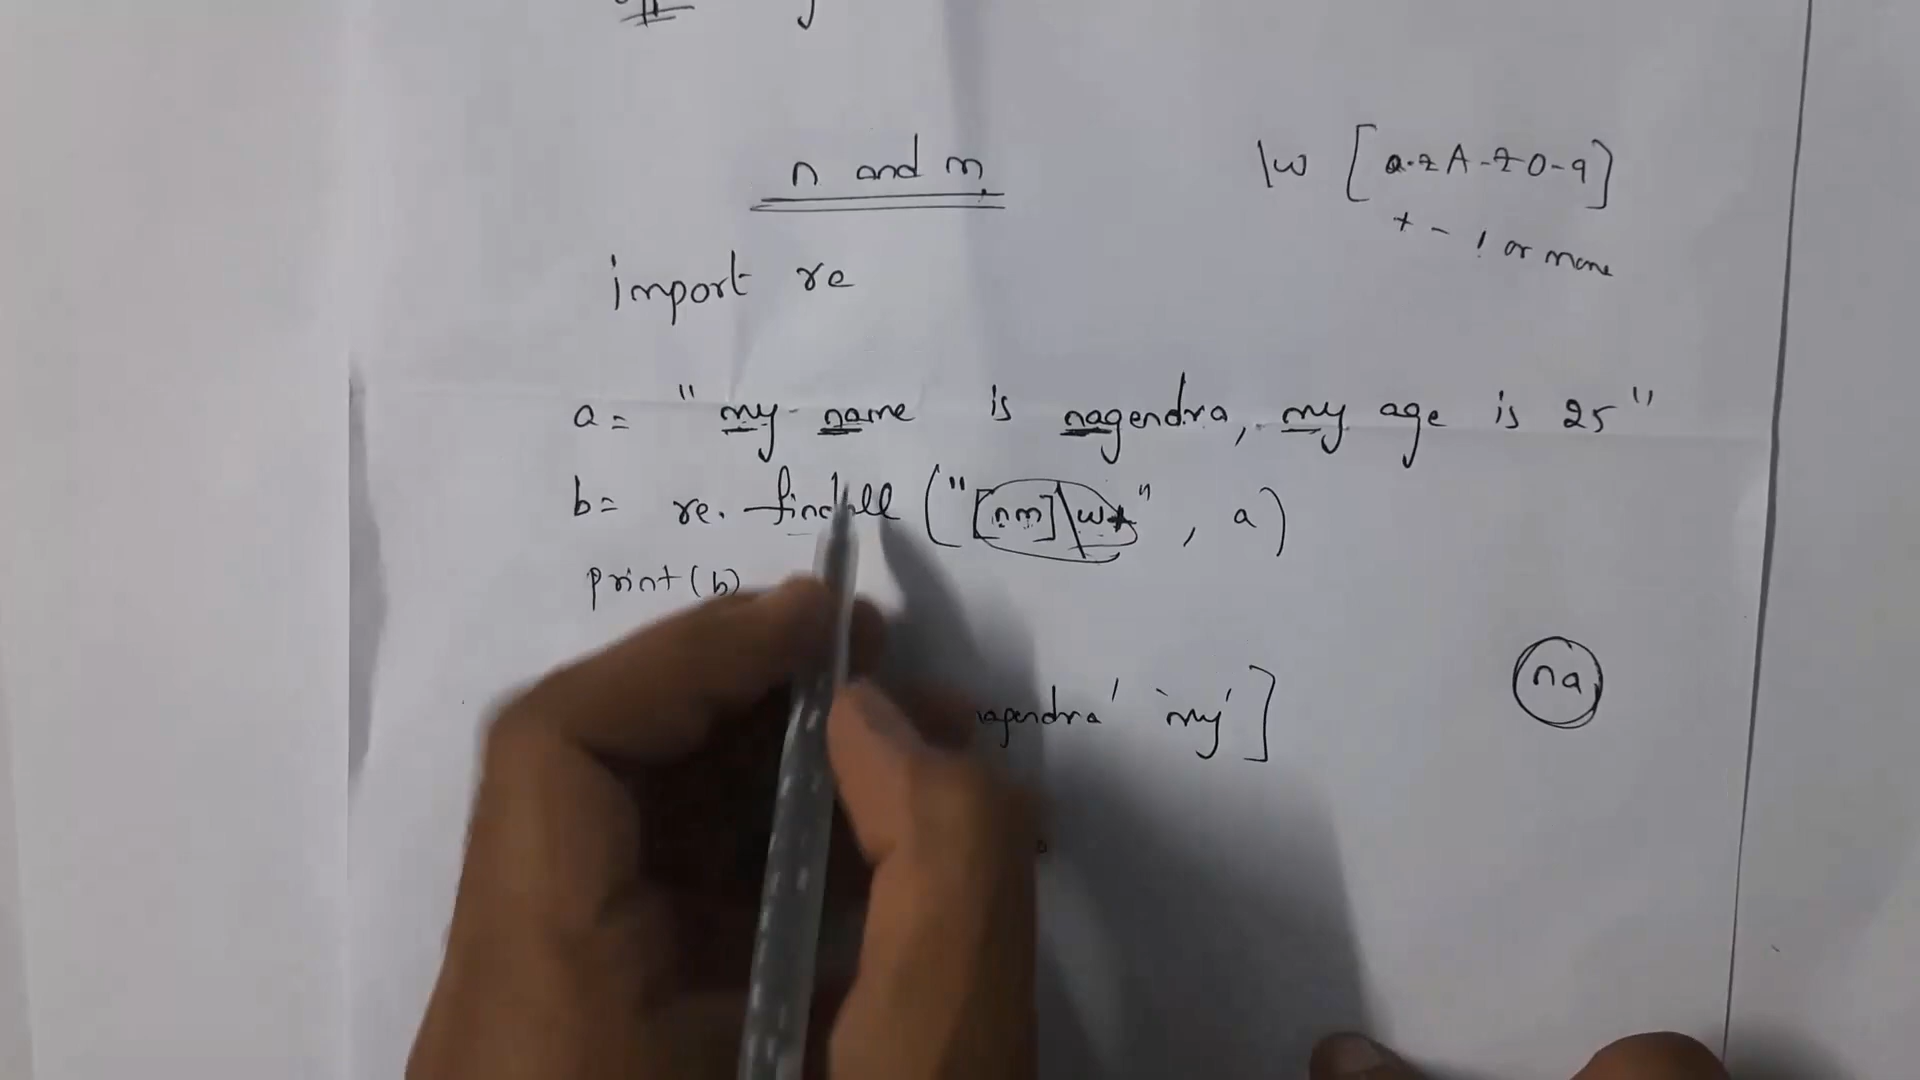 n and m
\w [a-zA-Z0-9]
+ - 1 or more
import re
a= "my name is nagendra, my age is 25"
b= re.findall("[nm]\w+", a)
print(b)
na
nagendra' 'my']